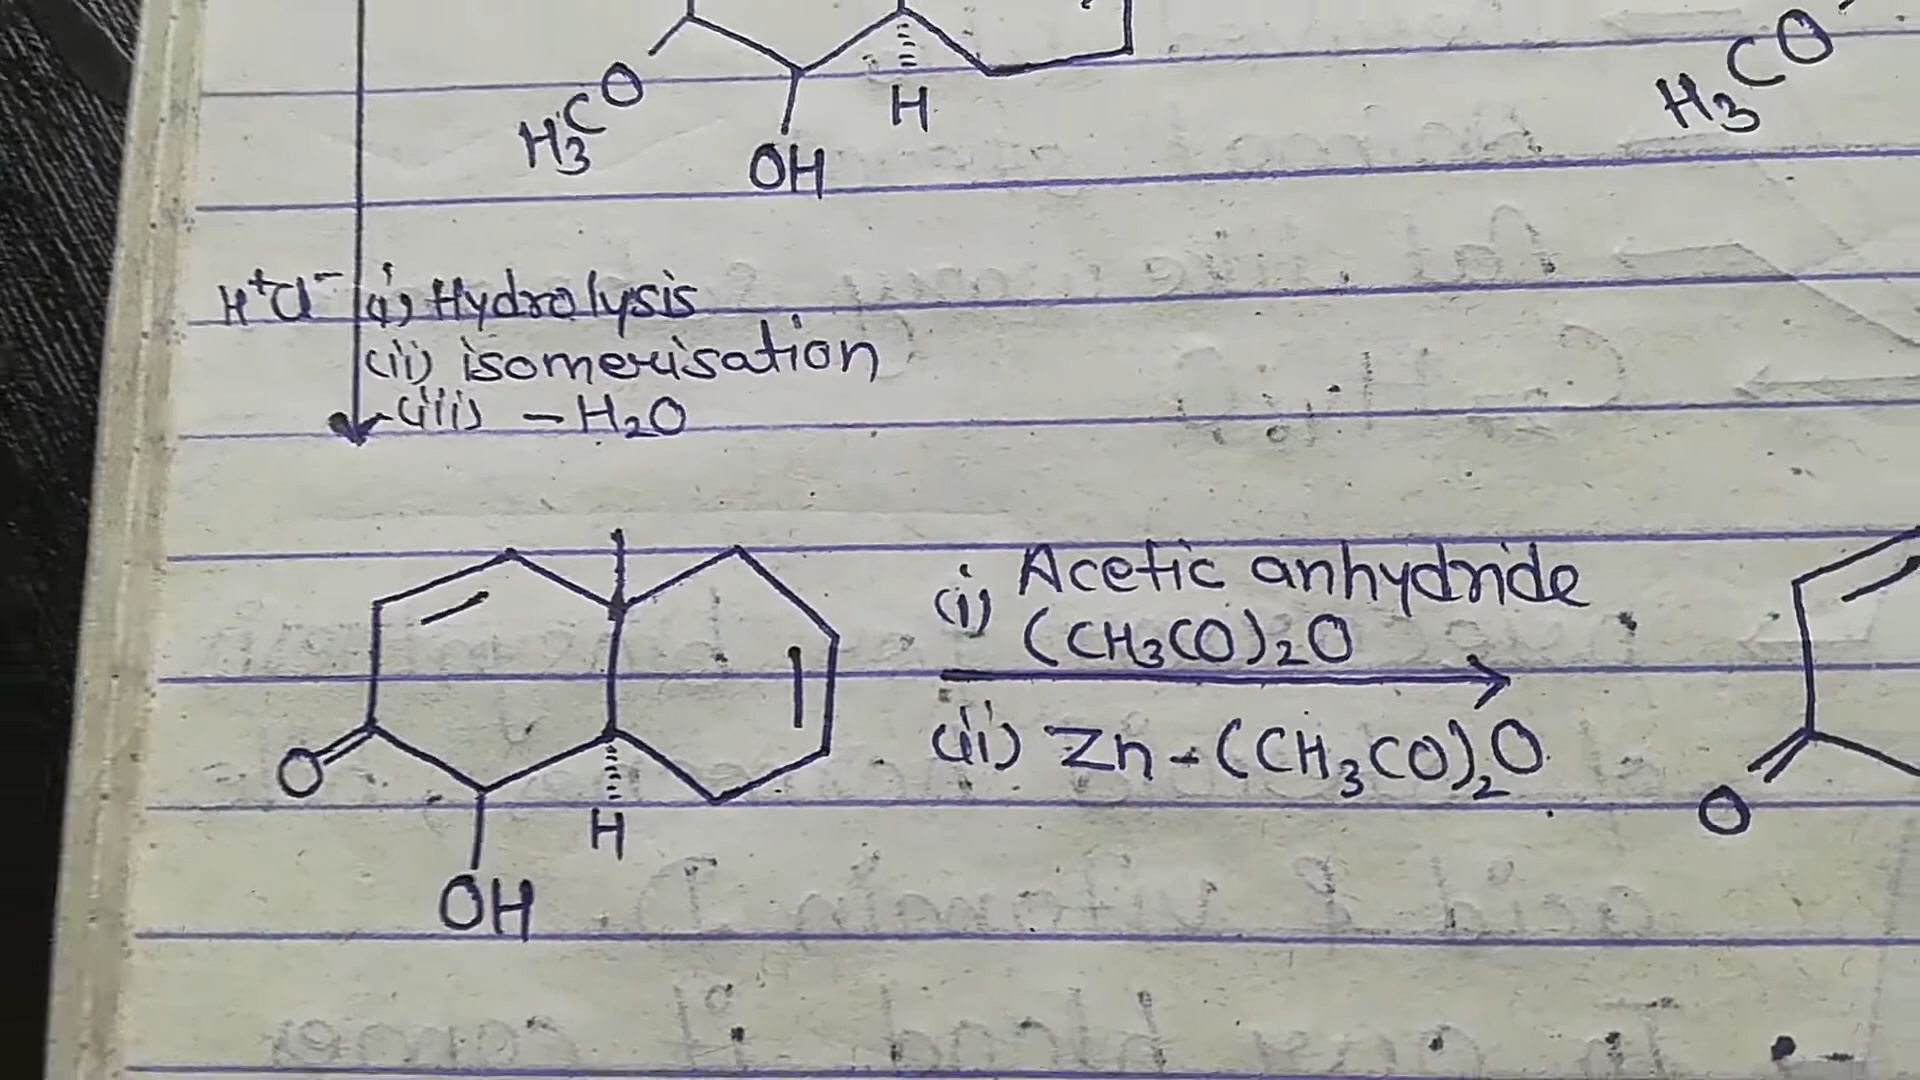 H₃CO
H
OH
H₃CO
H⁺Cl⁻ (i) Hydrolysis
(ii) isomerisation
(iii) - H₂O
(i) Acetic anhydride
(CH₃CO)₂O
(ii) Zn - (CH₃CO)₂O
O
H
OH
O